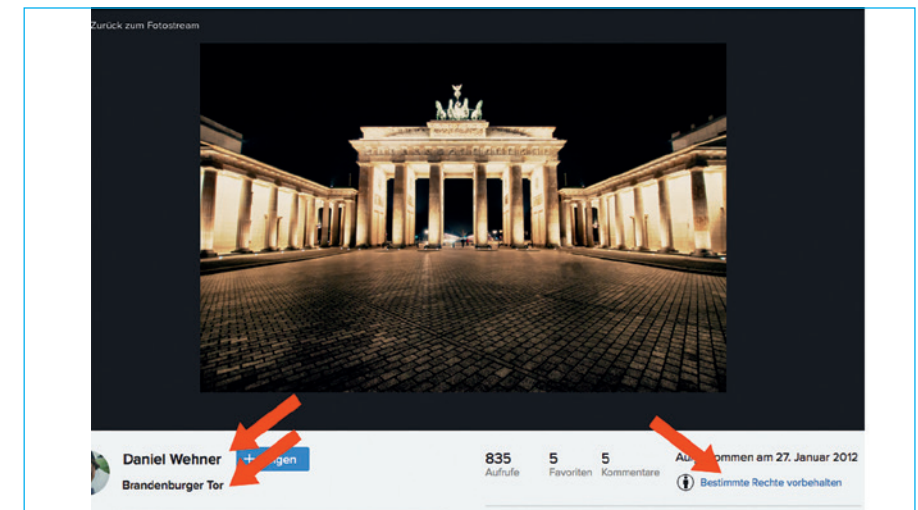 Zurück zum Fotostream
Daniel Wehner
Brandenburger Tor
835 Aufrufe
5 Favoriten
5 Kommentare
am 27. Januar 2012
Bestimmte Rechte vorbehalten